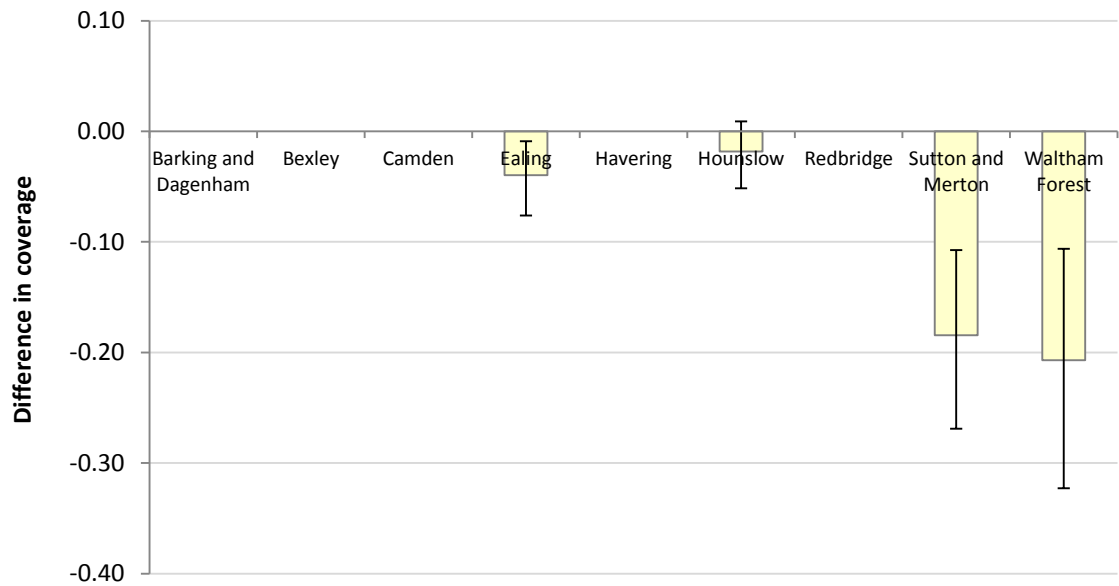 0.10
0.00
-0.10
-0.20
-0.30
-0.40
Difference in coverage
Barking and
Dagenham
Bexley
Camden
Ealing
Havering
Hounslow
Redbridge
Sutton and
Merton
Waltham
Forest